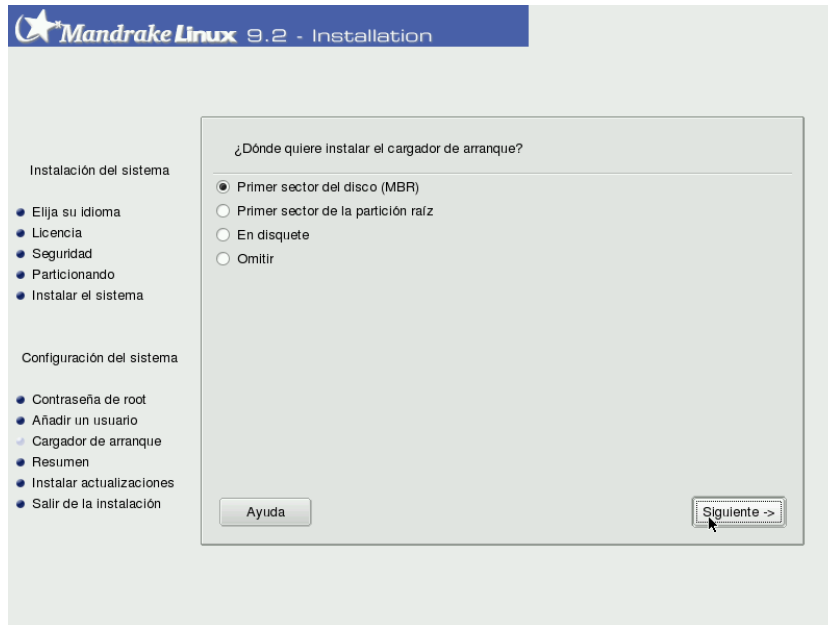 MandrakeLinux 9.2 - Installation
¿Dónde quiere instalar el cargador de arranque?
Instalación del sistema
Elija su idioma
Licencia
Seguridad
Particionando
Instalar el sistema
Configuración del sistema
Contraseña de root
Añadir un usuario
Cargador de arranque
Resumen
Instalar actualizaciones
Salir de la instalación
Primer sector del disco (MBR)
Primer sector de la partición raíz
En disquete
Omitir
Ayuda
Siguiente ->